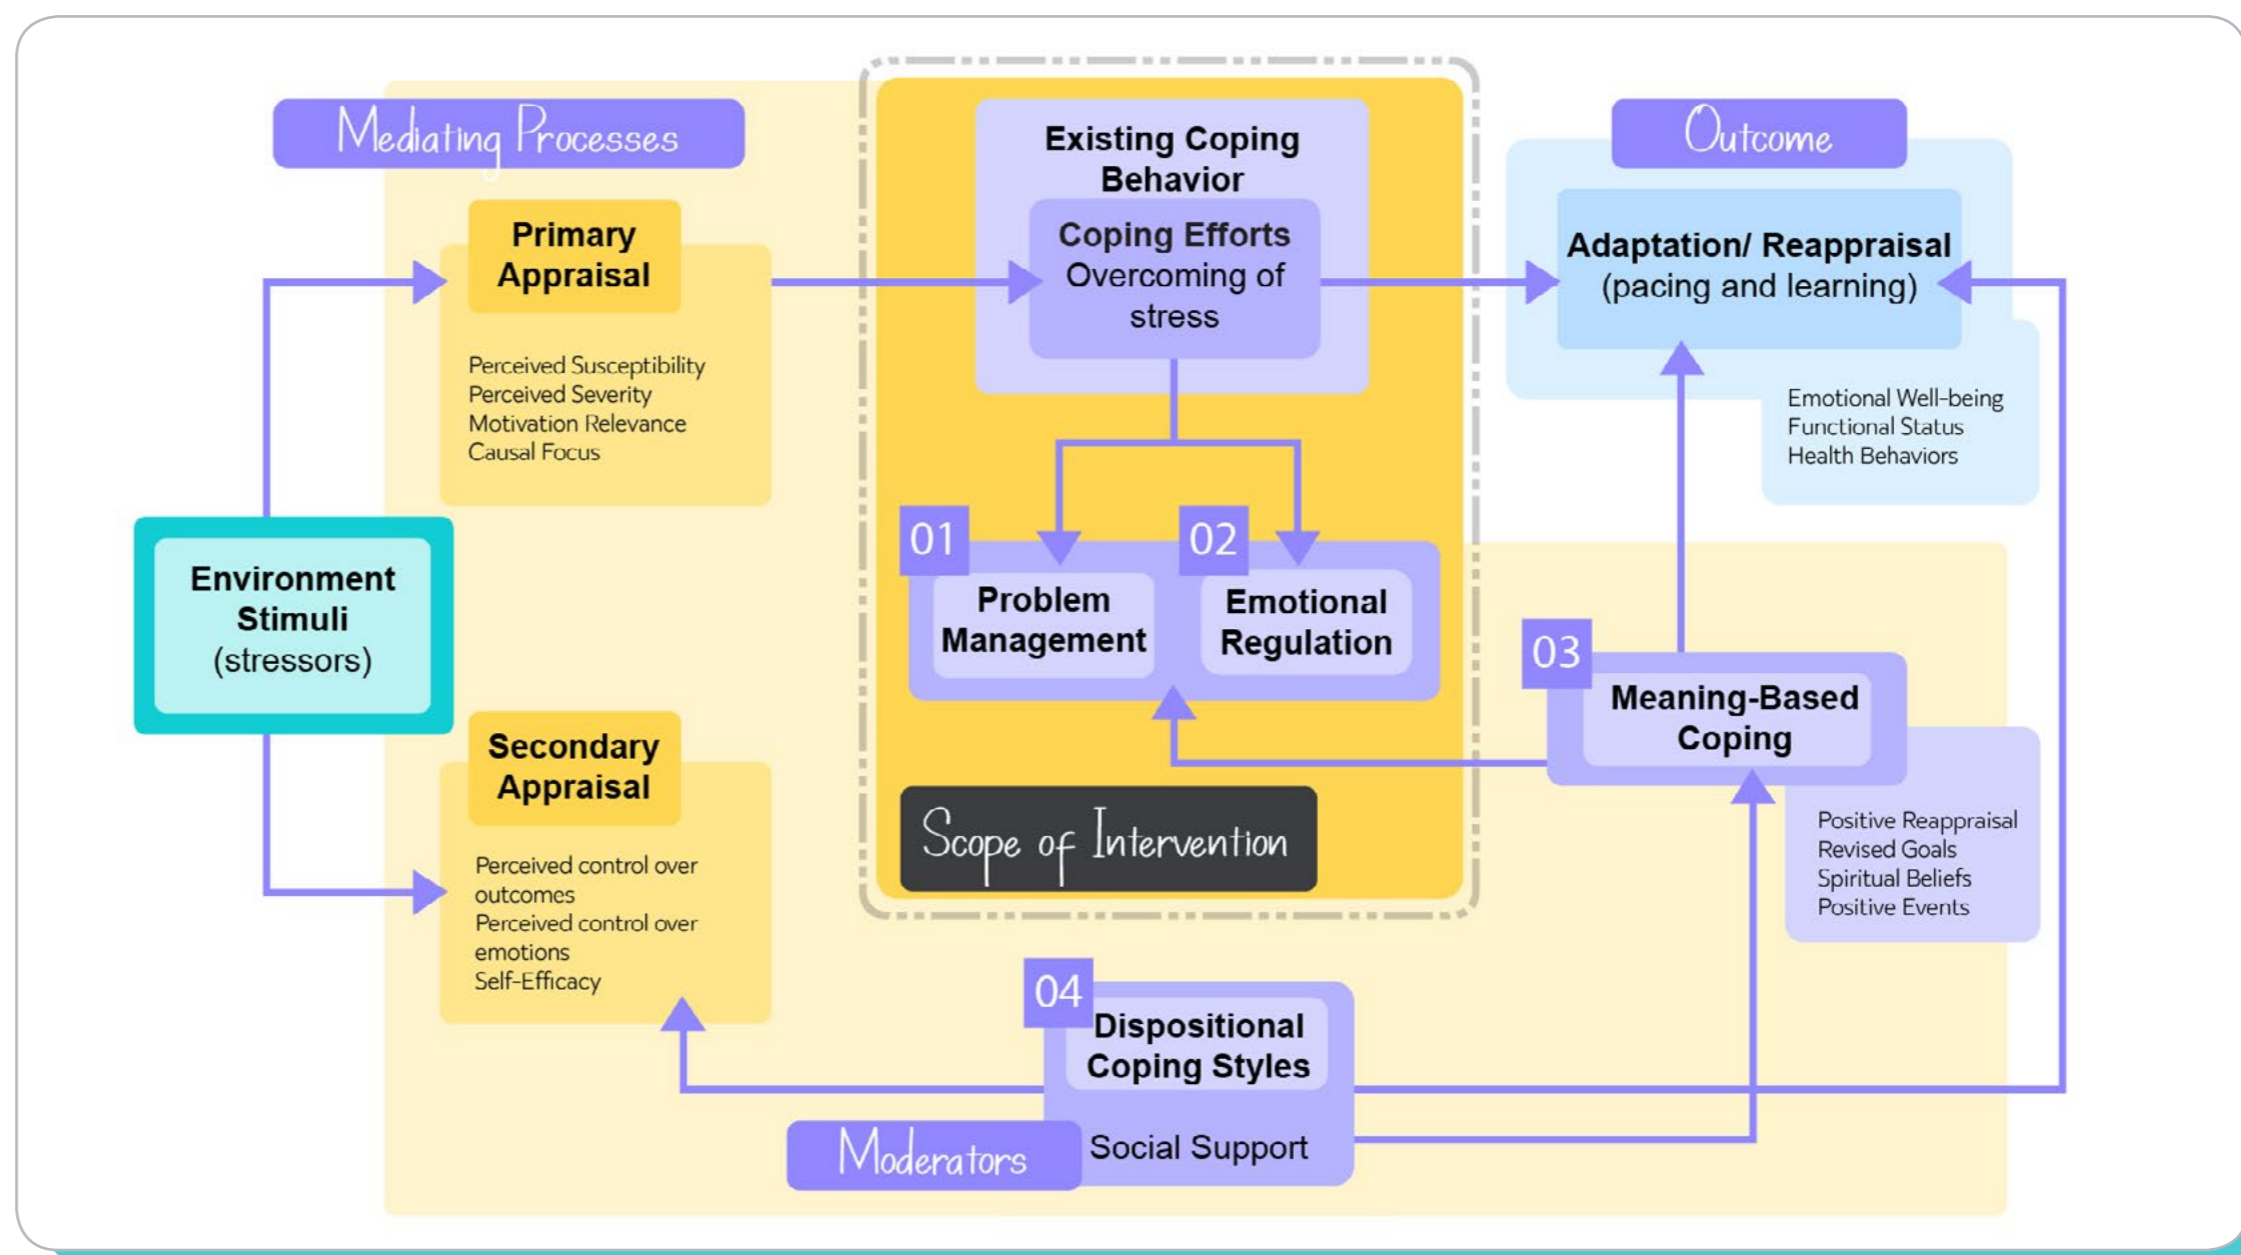 Mediating Processes
Primary
Appraisal
Perceived Susceptibility
Perceived Severity
Motivation Relevance
Causal Focus
Environment
Stimuli
(stressors)
Secondary
Appraisal
Perceived control over
outcomes
Perceived control over
emotions
Self-Efficacy
Existing Coping
Behavior
Coping Efforts
Overcoming of
stress
01
Problem
Management
02
Emotional
Regulation
Scope of Intervention
Outcome
Adaptation/ Reappraisal
(pacing and learning)
Emotional Well-being
Functional Status
Health Behaviors
03
Meaning-Based
Coping
Positive Reappraisal
Revised Goals
Spiritual Beliefs
Positive Events
04
Dispositional
Coping Styles
Social Support
Moderators